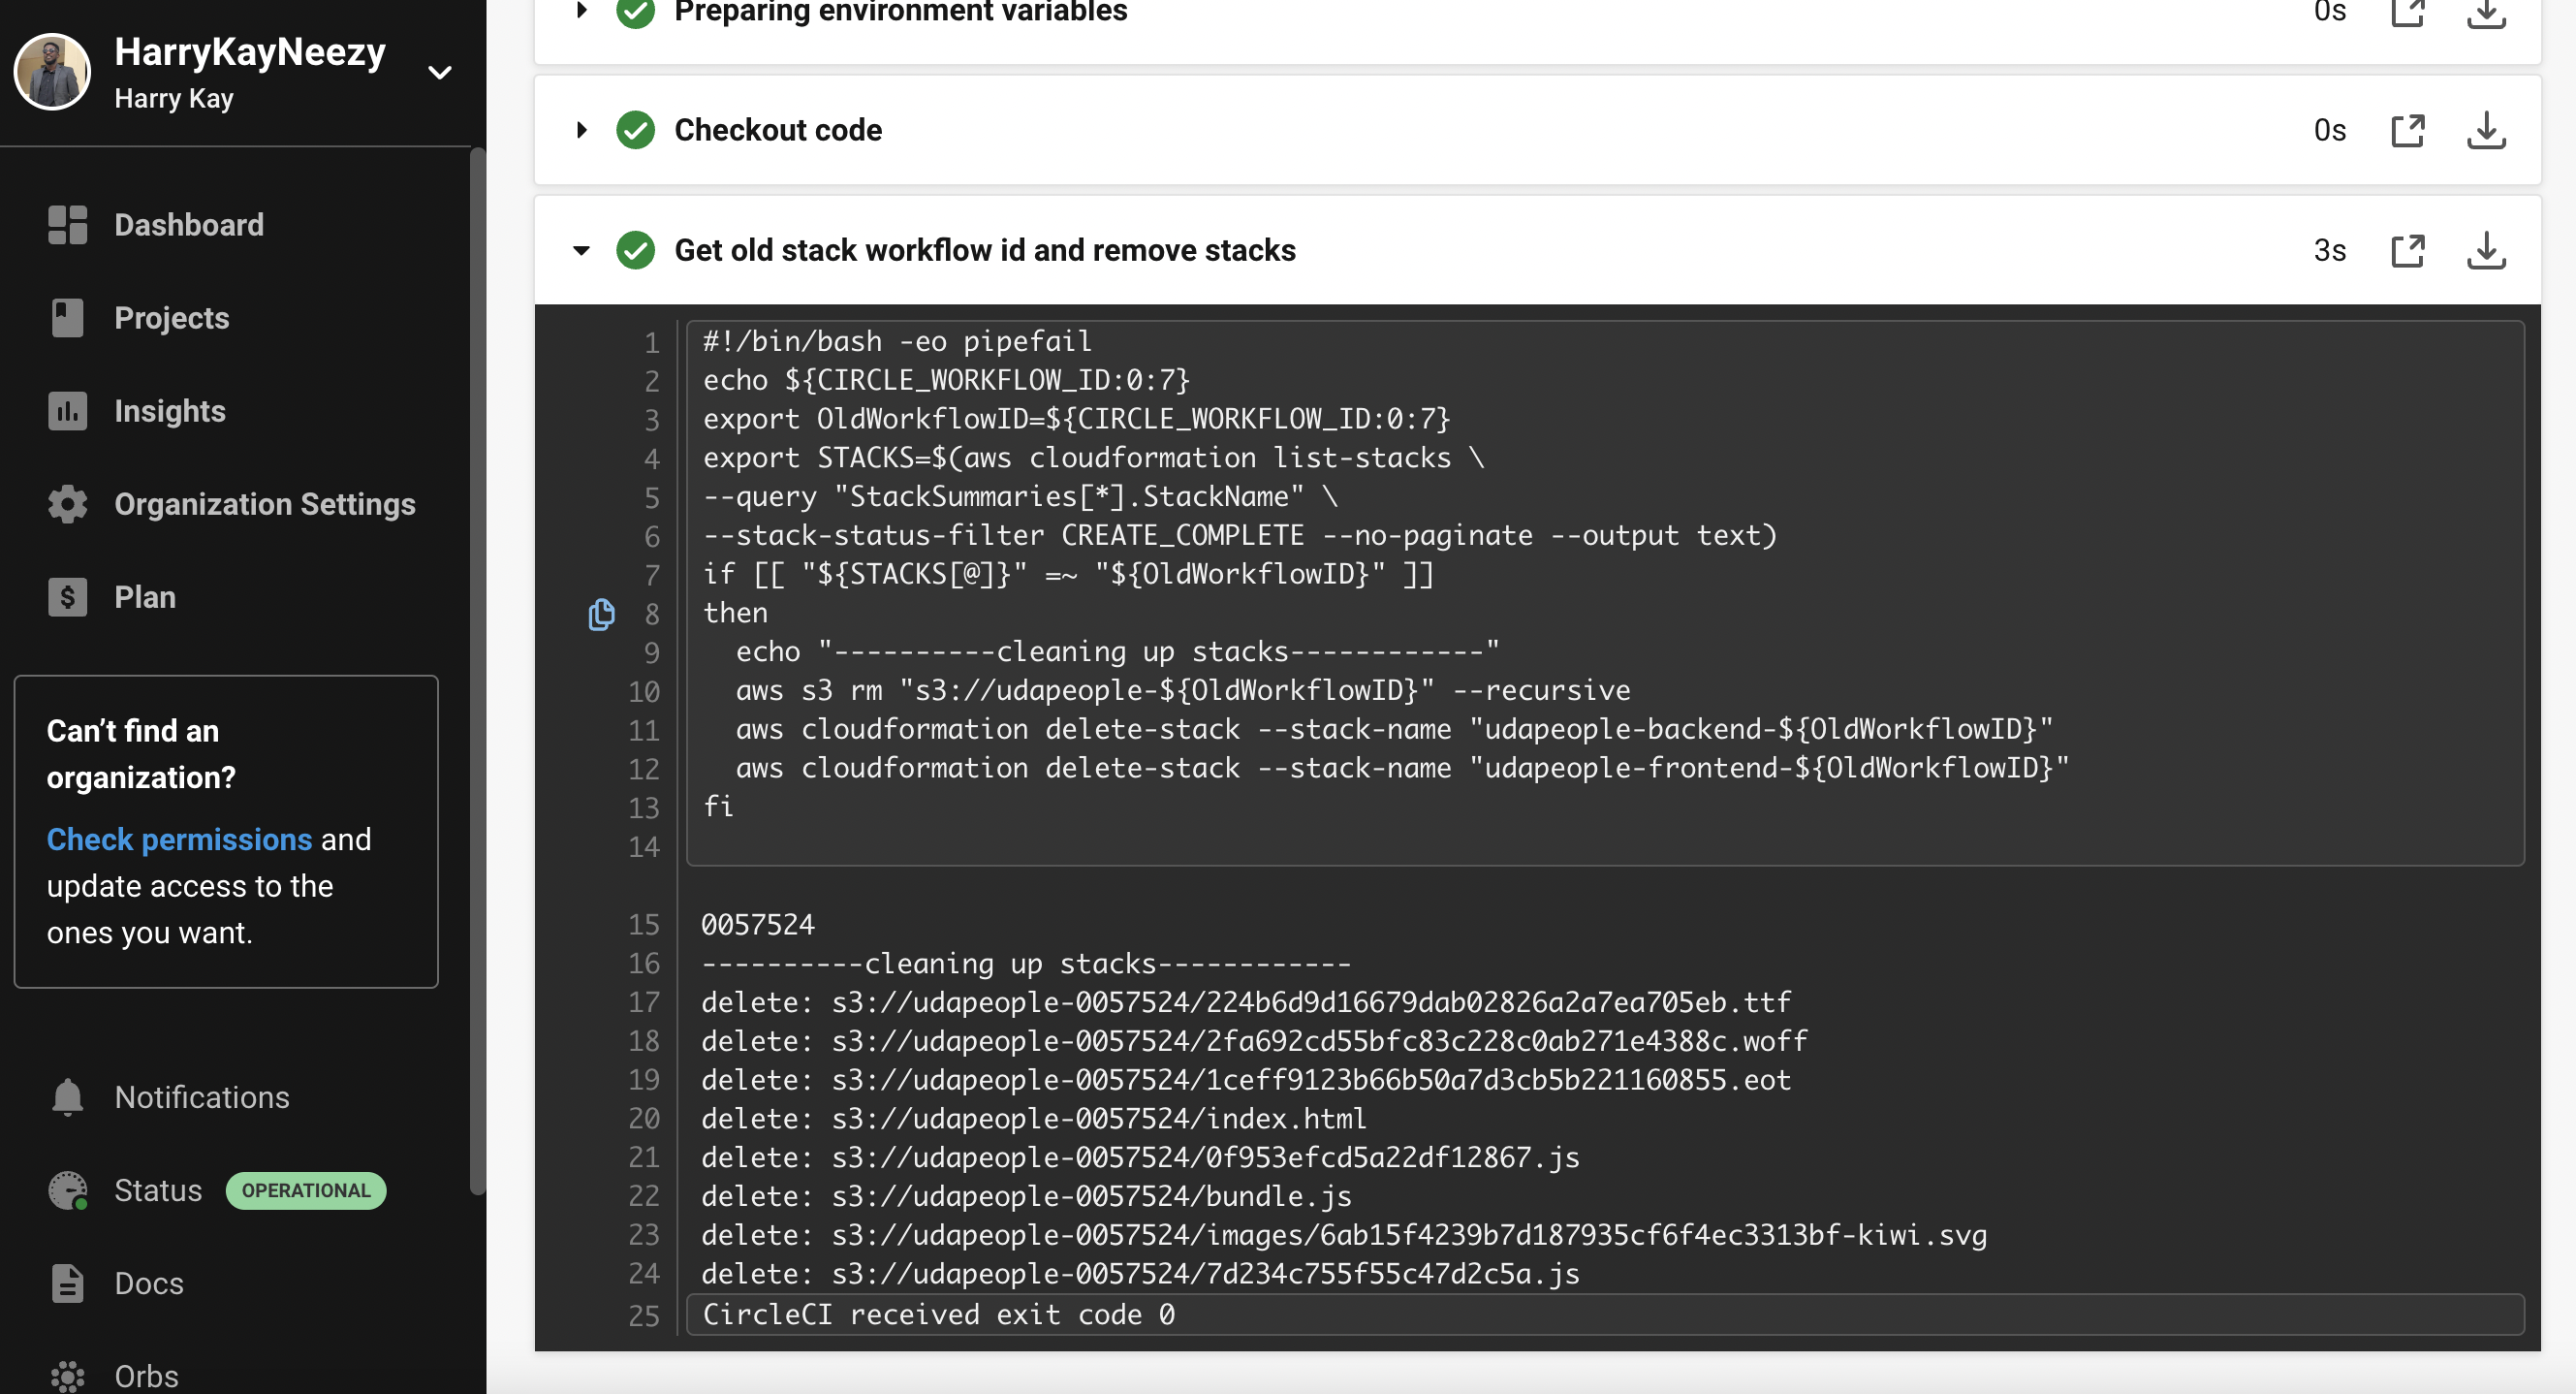 HarryKayNeezy
Harry Kay
Dashboard
Projects
Insights
Organization Settings
Plan
Can’t find an
organization?
Check permissions and
update access to the
ones you want.
Notifications
Status OPERATIONAL
Docs
Orbs
Preparing environment variables 0s
Checkout code 0s
Get old stack workflow id and remove stacks 3s
1 #!/bin/bash -eo pipefail
2 echo ${CIRCLE_WORKFLOW_ID:0:7}
3 export OldWorkflowID=${CIRCLE_WORKFLOW_ID:0:7}
4 export STACKS=$(aws cloudformation list-stacks \
5 --query "StackSummaries[*].StackName" \
6 --stack-status-filter CREATE_COMPLETE --no-paginate --output text)
7 if [[ "${STACKS[@]}" =~ "${OldWorkflowID}" ]]
8 then
9   echo "----------cleaning up stacks------------"
10   aws s3 rm "s3://udapeople-${OldWorkflowID}" --recursive
11   aws cloudformation delete-stack --stack-name "udapeople-backend-${OldWorkflowID}"
12   aws cloudformation delete-stack --stack-name "udapeople-frontend-${OldWorkflowID}"
13 fi
14
15 0057524
16 ----------cleaning up stacks------------
17 delete: s3://udapeople-0057524/224b6d9d16679dab02826a2a7ea705eb.ttf
18 delete: s3://udapeople-0057524/2fa692cd55bfc83c228c0ab271e4388c.woff
19 delete: s3://udapeople-0057524/1ceff9123b66b50a7d3cb5b221160855.eot
20 delete: s3://udapeople-0057524/index.html
21 delete: s3://udapeople-0057524/0f953efcd5a22df12867.js
22 delete: s3://udapeople-0057524/bundle.js
23 delete: s3://udapeople-0057524/images/6ab15f4239b7d187935cf6f4ec3313bf-kiwi.svg
24 delete: s3://udapeople-0057524/7d234c755f55c47d2c5a.js
25 CircleCI received exit code 0